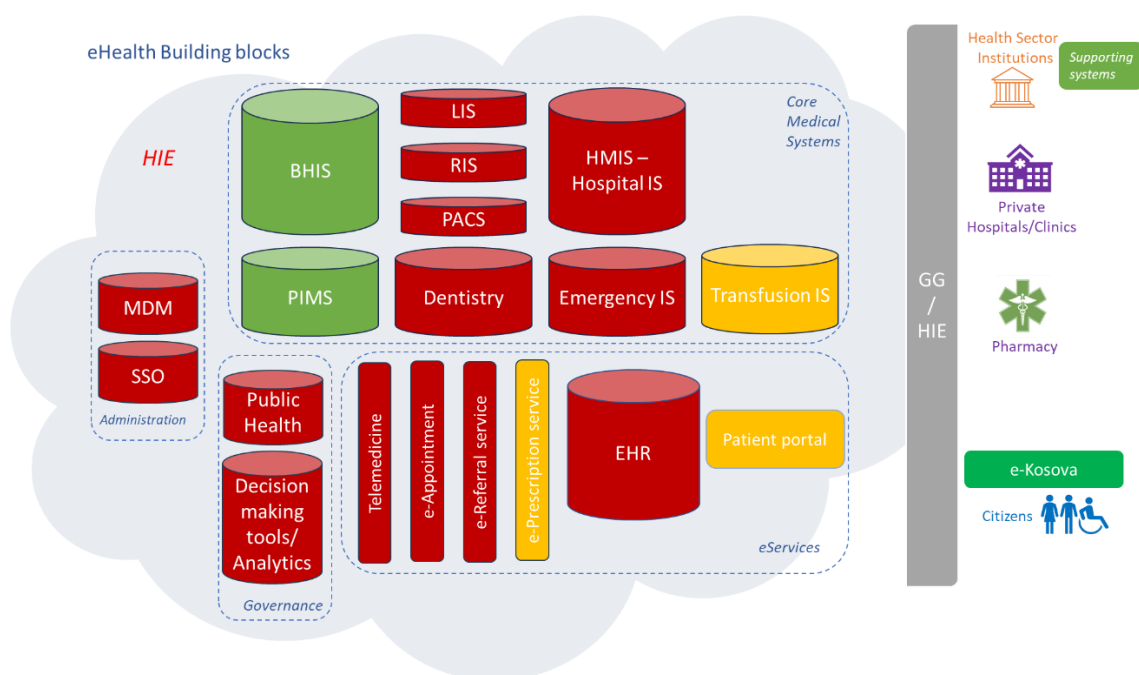 eHealth Building blocks
HIE
BHIS
LIS
RIS
PACS
HMIS –
Hospital IS
Core
Medical
Systems
PIMS
Dentistry
Emergency IS
Transfusion IS
MDM
SSO
Administration
Public
Health
Decision
making
tools/
Analytics
Governance
Telemedicine
e-Appointment
e-Referral service
e-Prescription service
EHR
Patient portal
eServices
GG
/
HIE
Health Sector
Institutions
Supporting
systems
Private
Hospitals/Clinics
Pharmacy
e-Kosova
Citizens